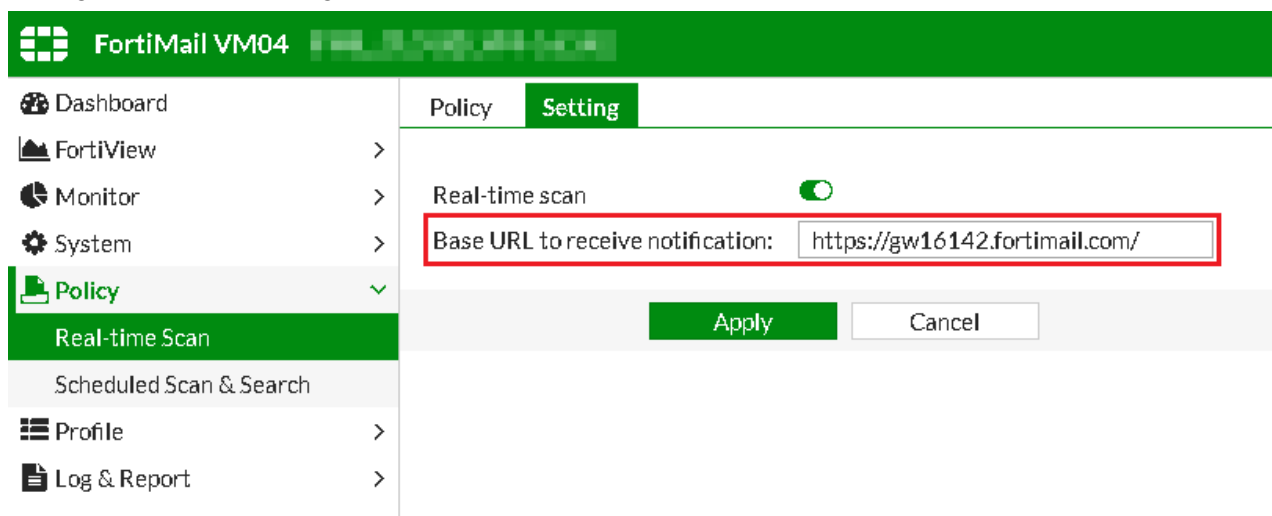 FortiMail VM04
Dashboard
FortiView
Monitor
System
Policy
Real-time Scan
Scheduled Scan & Search
Profile
Log & Report
Policy Setting
Real-time scan
Base URL to receive notification: https://gw16142.fortimail.com/
Apply Cancel